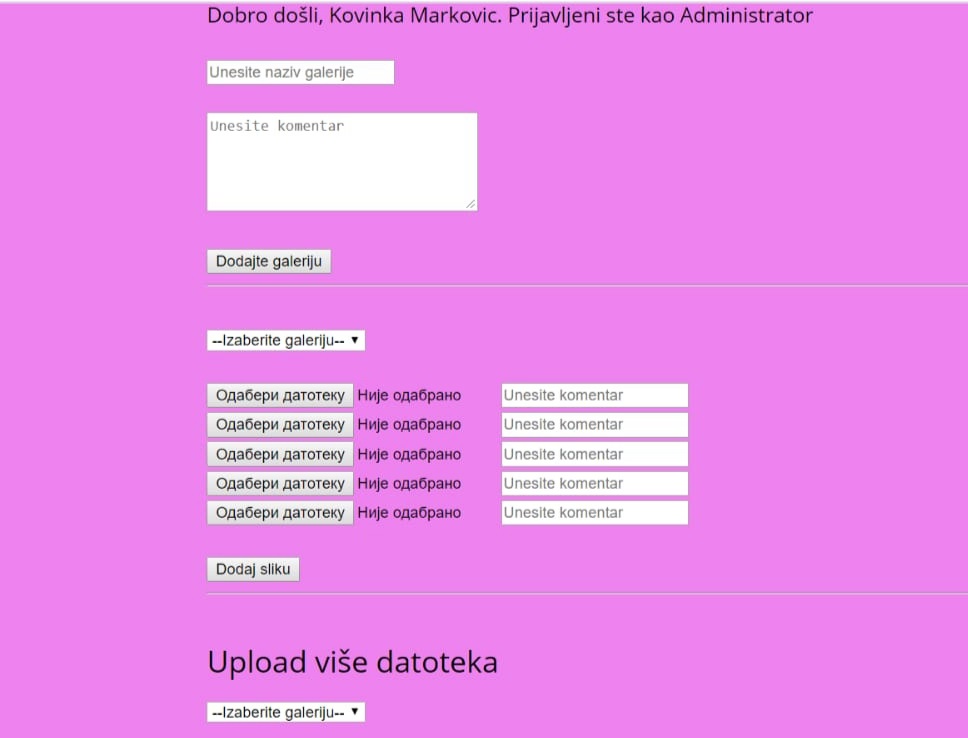 Dobro došli, Kovinka Markovic. Prijavljeni ste kao Administrator
Unesite naziv galerije
Unesite komentar
Dodajte galeriju
--Izaberite galeriju--
Одабери датотеку Није одабрано Unesite komentar
Одабери датотеку Није одабрано Unesite komentar
Одабери датотеку Није одабрано Unesite komentar
Одабери датотеку Није одабрано Unesite komentar
Одабери датотеку Није одабрано Unesite komentar
Dodaj sliku
Upload više datoteka
--Izaberite galeriju--